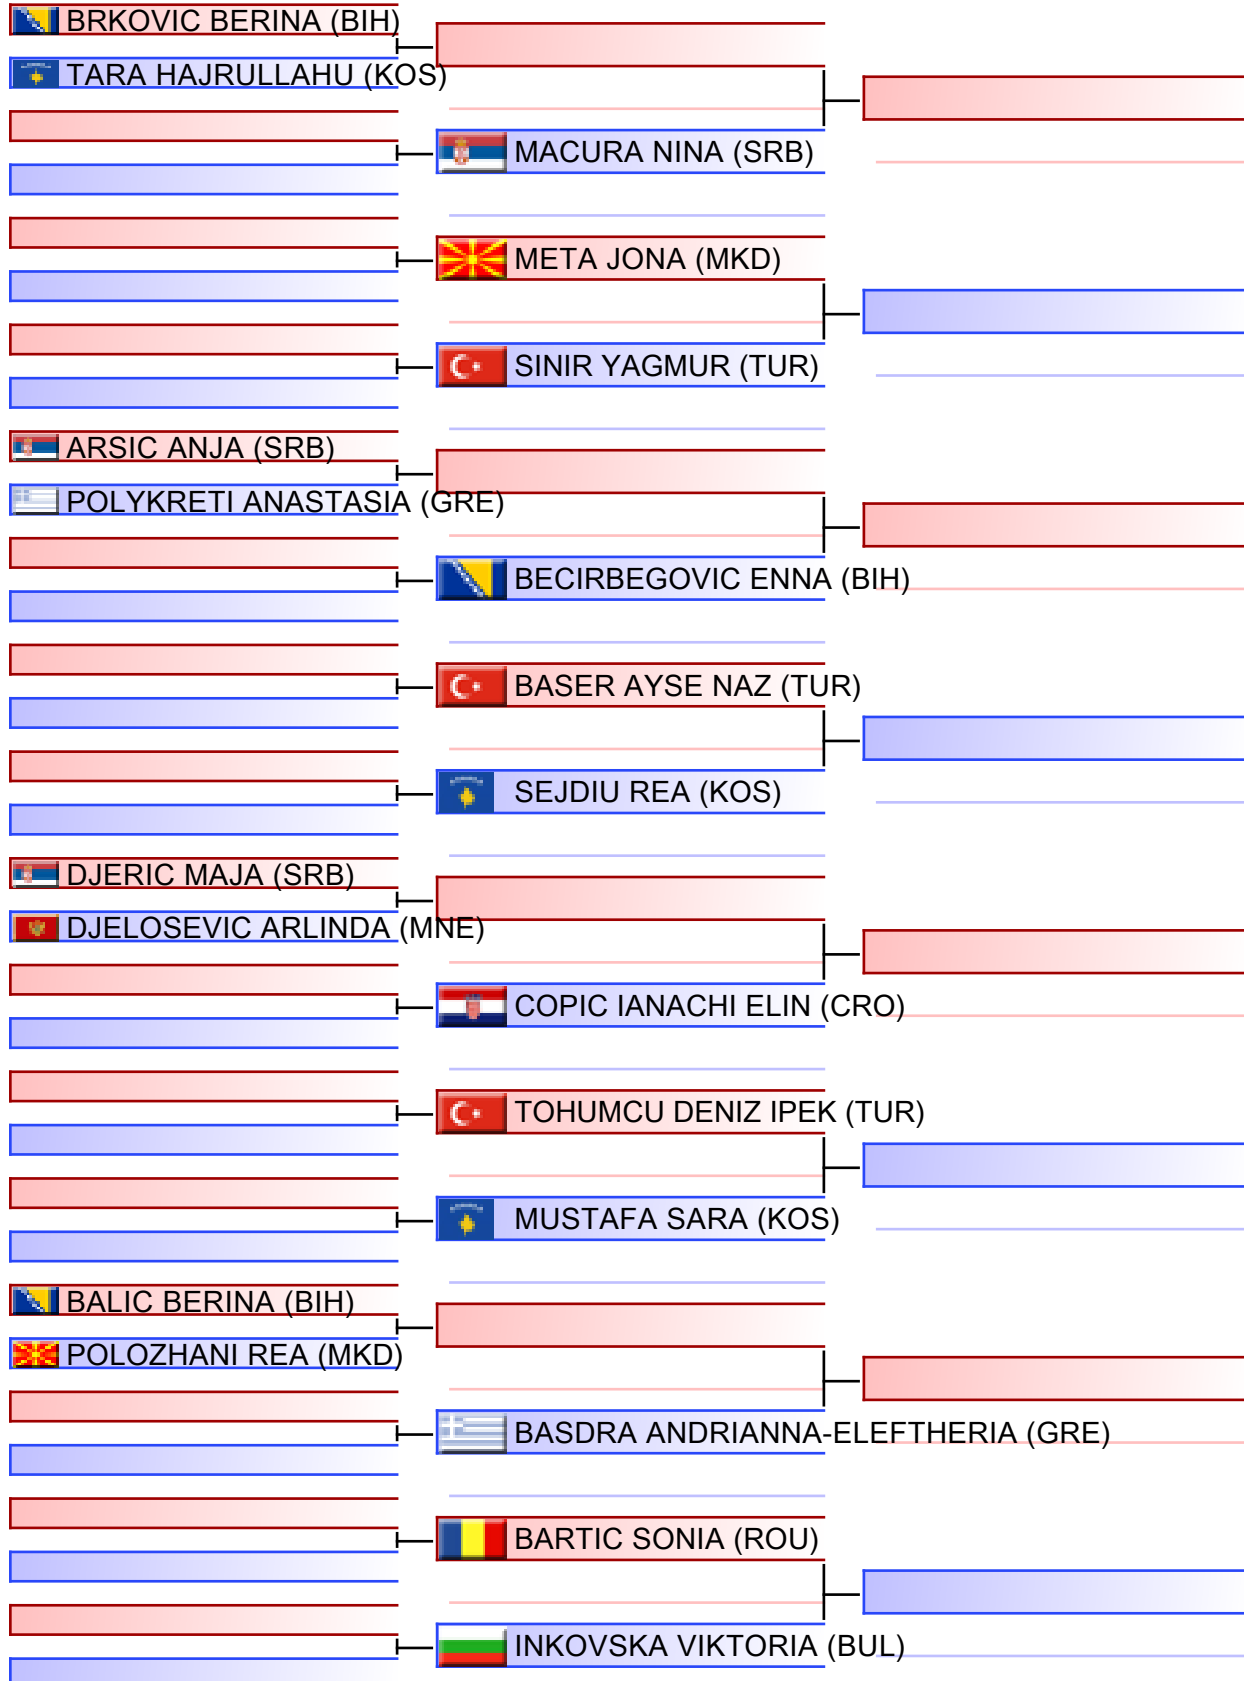 BRKOVIC BERINA (BIH)
TARA HAJRULLAHU (KOS)
MACURA NINA (SRB)
META JONA (MKD)
SINIR YAGMUR (TUR)
ARSIC ANJA (SRB)
POLYKRETI ANASTASIA (GRE)
BECIRBEGOVIC ENNA (BIH)
BASER AYSE NAZ (TUR)
SEJDIU REA (KOS)
DJERIC MAJA (SRB)
DJELOSEVIC ARLINDA (MNE)
COPIC IANACHI ELIN (CRO)
TOHUMCU DENIZ IPEK (TUR)
MUSTAFA SARA (KOS)
BALIC BERINA (BIH)
POLOZHANI REA (MKD)
BASDRA ANDRIANNA-ELEFTHERIA (GRE)
BARTIC SONIA (ROU)
INKOVSKA VIKTORIA (BUL)